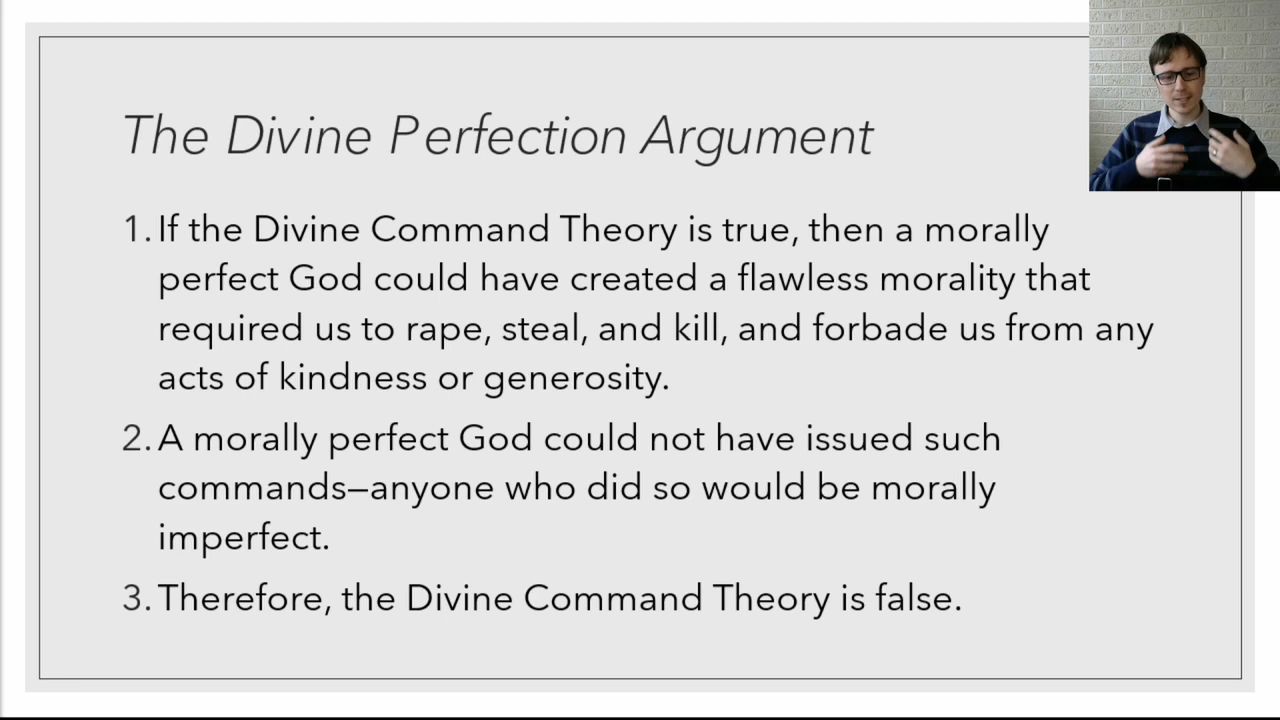 The Divine Perfection Argument
1. If the Divine Command Theory is true, then a morally
perfect God could have created a flawless morality that
required us to rape, steal, and kill, and forbade us from any
acts of kindness or generosity.
2. A morally perfect God could not have issued such
commands—anyone who did so would be morally
imperfect.
3. Therefore, the Divine Command Theory is false.